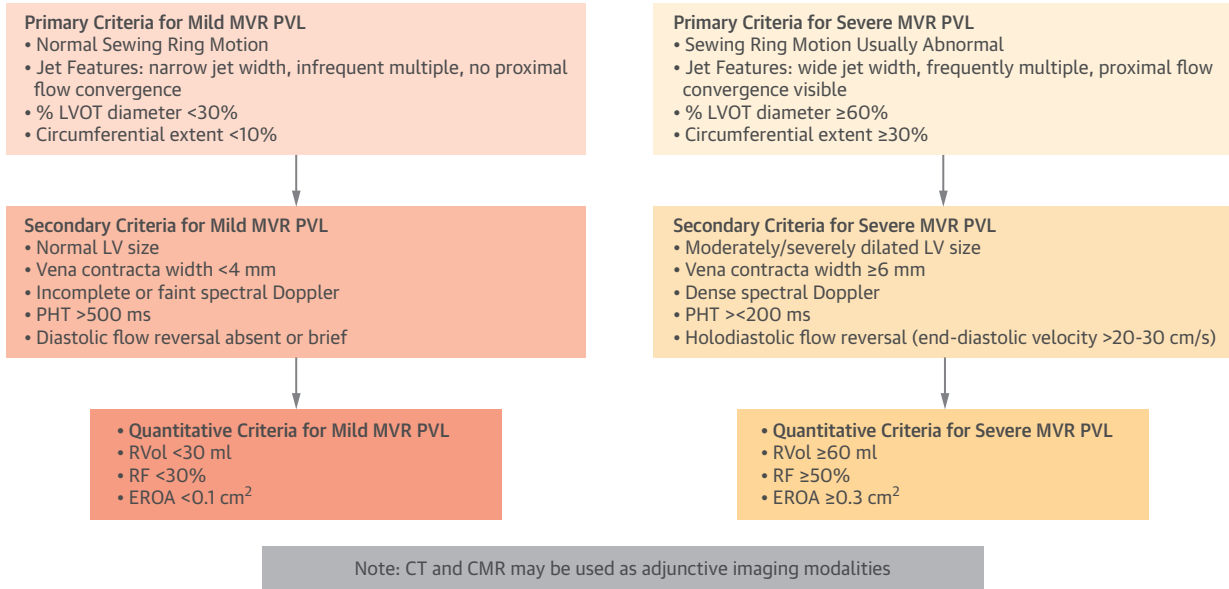 Primary Criteria for Mild MVR PVL
• Normal Sewing Ring Motion
• Jet Features: narrow jet width, infrequent multiple, no proximal
flow convergence
• % LVOT diameter <30%
• Circumferential extent <10%
Secondary Criteria for Mild MVR PVL
• Normal LV size
• Vena contracta width <4 mm
• Incomplete or faint spectral Doppler
• PHT >500 ms
• Diastolic flow reversal absent or brief
• Quantitative Criteria for Mild MVR PVL
• RVol <30 ml
• RF <30%
• EROA <0.1 cm²
Primary Criteria for Severe MVR PVL
• Sewing Ring Motion Usually Abnormal
• Jet Features: wide jet width, frequently multiple, proximal flow
convergence visible
• % LVOT diameter ≥60%
• Circumferential extent ≥30%
Secondary Criteria for Severe MVR PVL
• Moderately/severely dilated LV size
• Vena contracta width ≥6 mm
• Dense spectral Doppler
• PHT ><200 ms
• Holodiastolic flow reversal (end-diastolic velocity >20-30 cm/s)
• Quantitative Criteria for Severe MVR PVL
• RVol ≥60 ml
• RF ≥50%
• EROA ≥0.3 cm²
Note: CT and CMR may be used as adjunctive imaging modalities